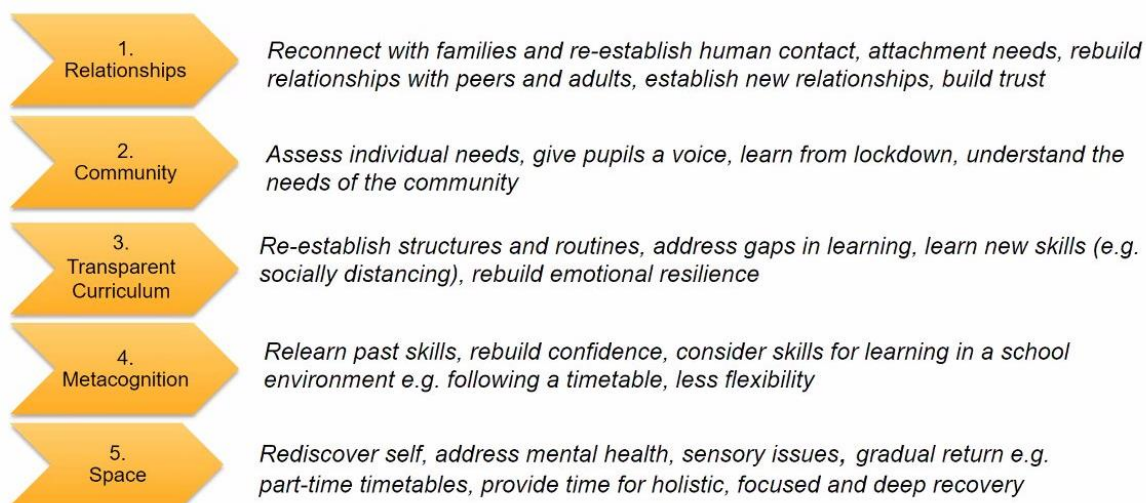 1.
Relationships
Reconnect with families and re-establish human contact, attachment needs, rebuild
relationships with peers and adults, establish new relationships, build trust
2.
Community
Assess individual needs, give pupils a voice, learn from lockdown, understand the
needs of the community
3.
Transparent
Curriculum
Re-establish structures and routines, address gaps in learning, learn new skills (e.g.
socially distancing), rebuild emotional resilience
4.
Metacognition
Relearn past skills, rebuild confidence, consider skills for learning in a school
environment e.g. following a timetable, less flexibility
5.
Space
Rediscover self, address mental health, sensory issues, gradual return e.g.
part-time timetables, provide time for holistic, focused and deep recovery